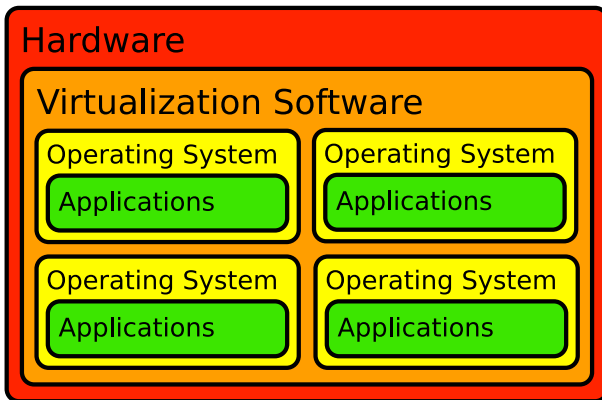 Hardware
Virtualization Software
Operating System
Applications
Operating System
Applications
Operating System
Applications
Operating System
Applications